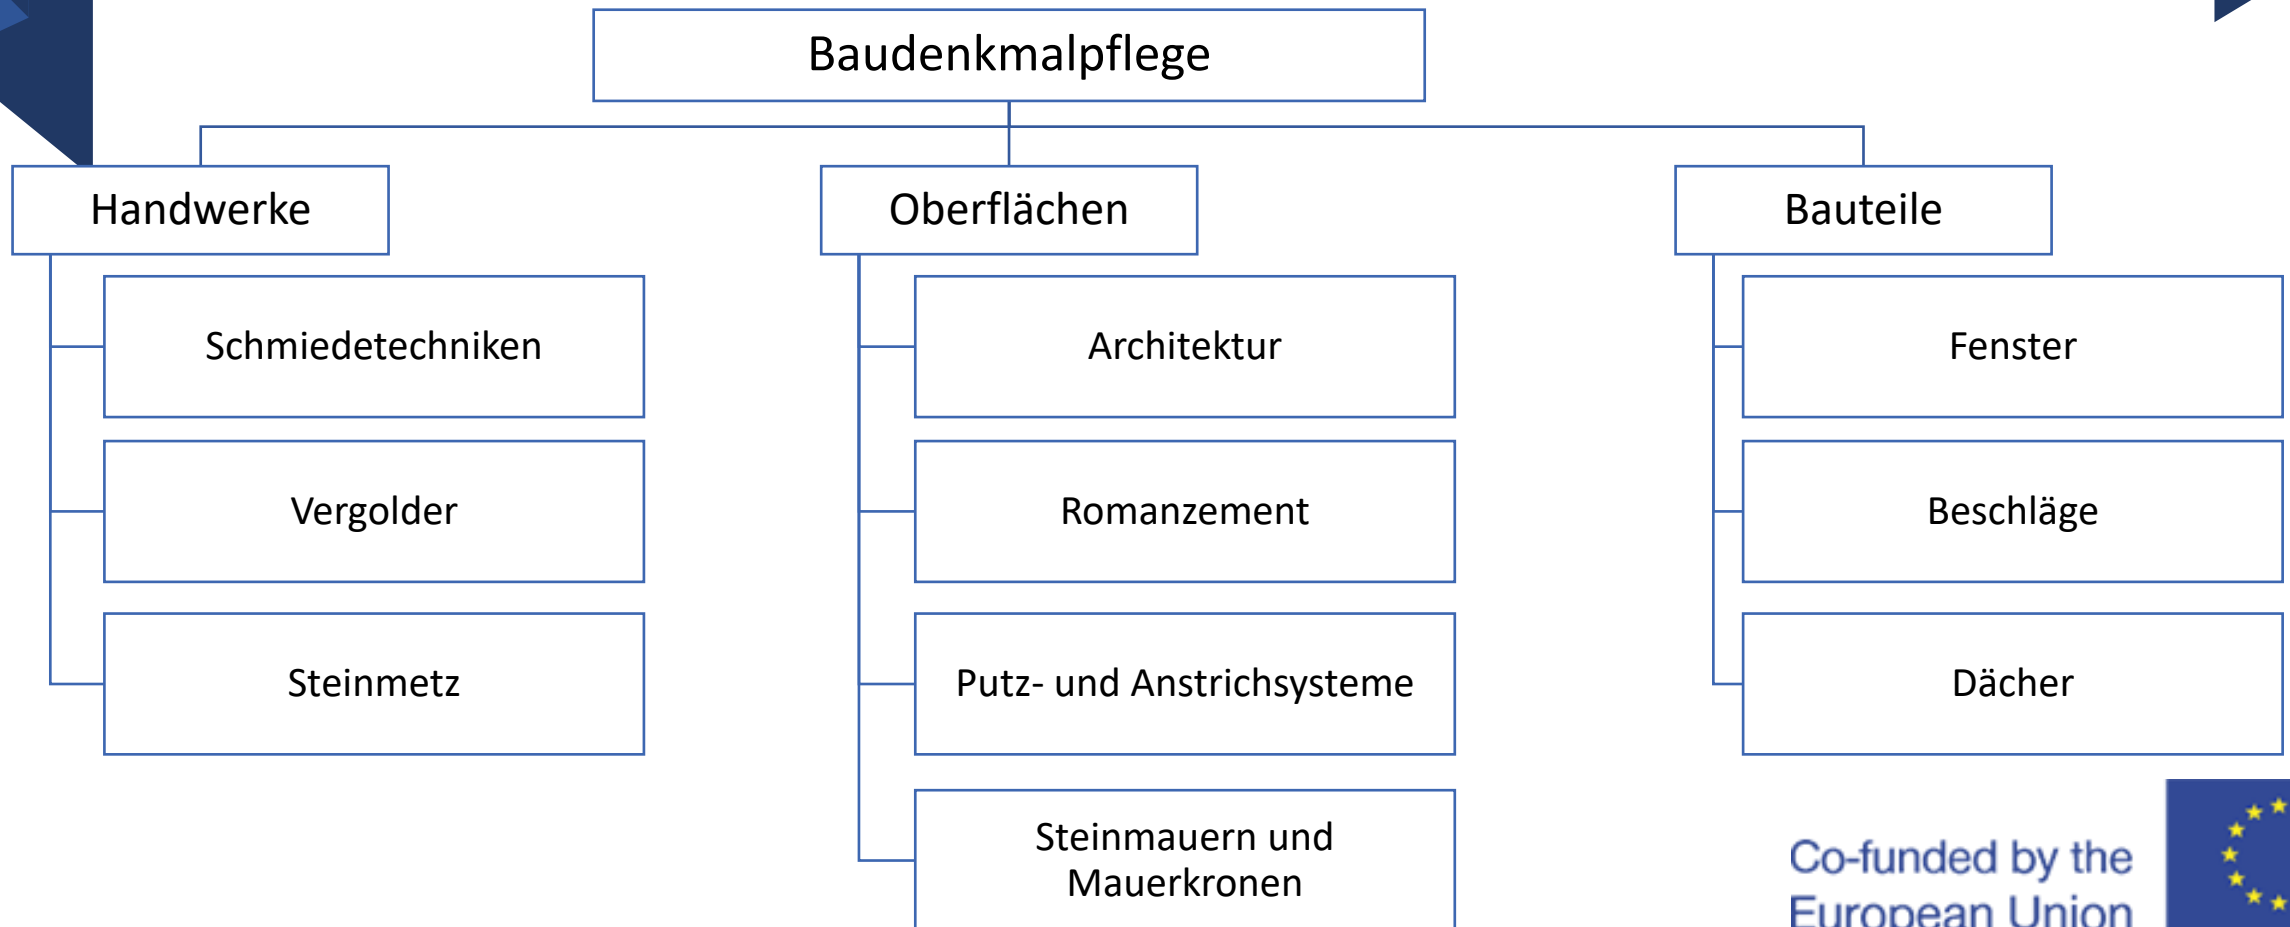 Baudenkmalpflege
Handwerke
Schmiedetechniken
Vergolder
Steinmetz
Oberflächen
Architektur
Romanzement
Putz- und Anstrichsysteme
Steinmauern und
Mauerkronen
Bauteile
Fenster
Beschläge
Dächer
Co-funded by the
European Union